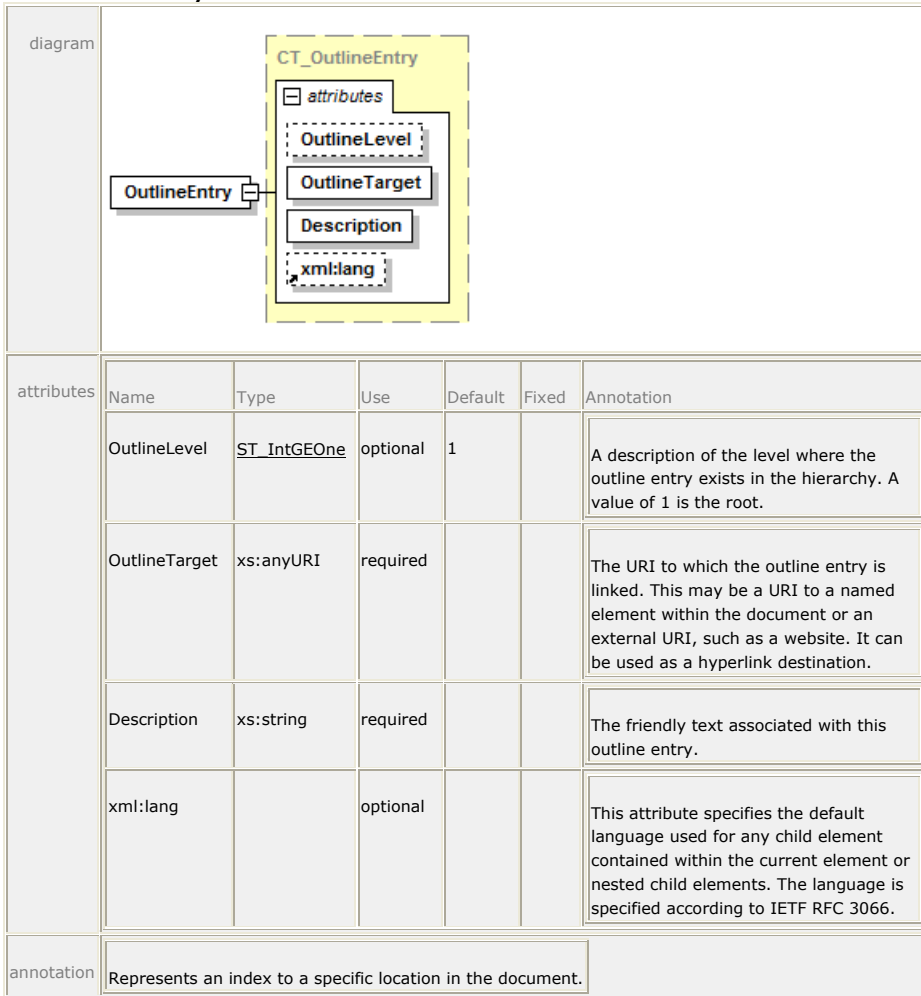 diagram
CT_OutlineEntry
attributes
OutlineLevel
OutlineTarget
OutlineEntry
Description
xml:lang
attributes
Name Type Use Default Fixed Annotation
OutlineLevel ST_IntGEOne optional 1
A description of the level where the
outline entry exists in the hierarchy. A
value of 1 is the root.
OutlineTarget xs:anyURI required
The URI to which the outline entry is
linked. This may be a URI to a named
element within the document or an
external URI, such as a website. It can
be used as a hyperlink destination.
Description xs:string required
The friendly text associated with this
outline entry.
xml:lang optional
This attribute specifies the default
language used for any child element
contained within the current element or
nested child elements. The language is
specified according to IETF RFC 3066.
annotation
Represents an index to a specific location in the document.